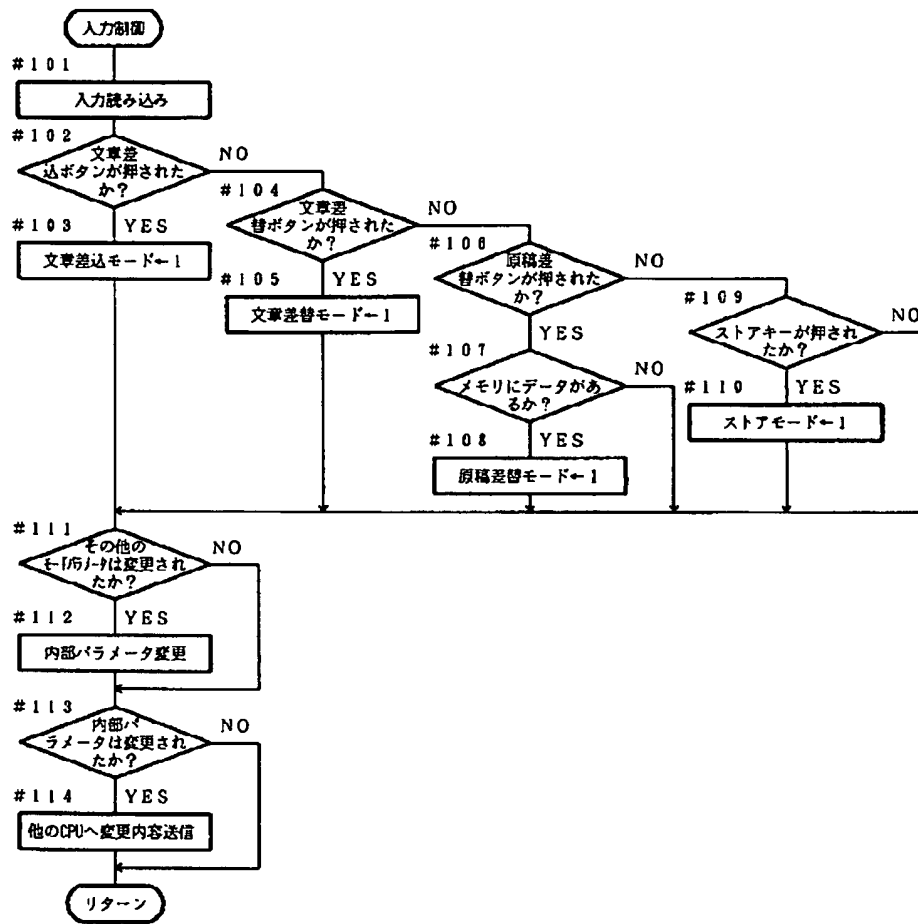 入力制御
#101
入力読み込み
#102
文章差
込ボタンが押された
か?
NO
#103
YES
文章差込モード←1
#104
文章差
替ボタンが押された
か?
NO
#105
YES
文章差替モード←1
#106
原稿差
替ボタンが押された
か?
NO
YES
#107
メモリにデータがあ
るか?
NO
#108
YES
原稿差替モード←1
#109
ストアキーが押され
たか?
NO
#110
YES
ストアモード←1
#111
その他の
モードパラメータは変更され
たか?
NO
#112
YES
内部パラメータ変更
#113
内部パ
ラメータは変更され
たか?
NO
#114
YES
他のCPUへ変更内容送信
リターン